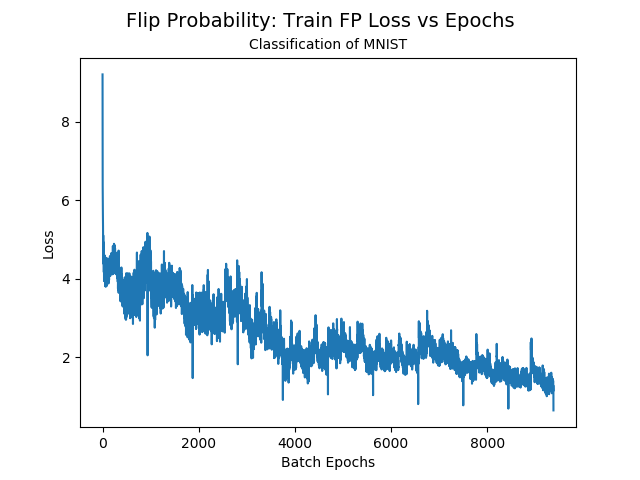 Flip Probability: Train FP Loss vs Epochs
Classification of MNIST
8
6
4
2
Loss
0 2000 4000 6000 8000
Batch Epochs